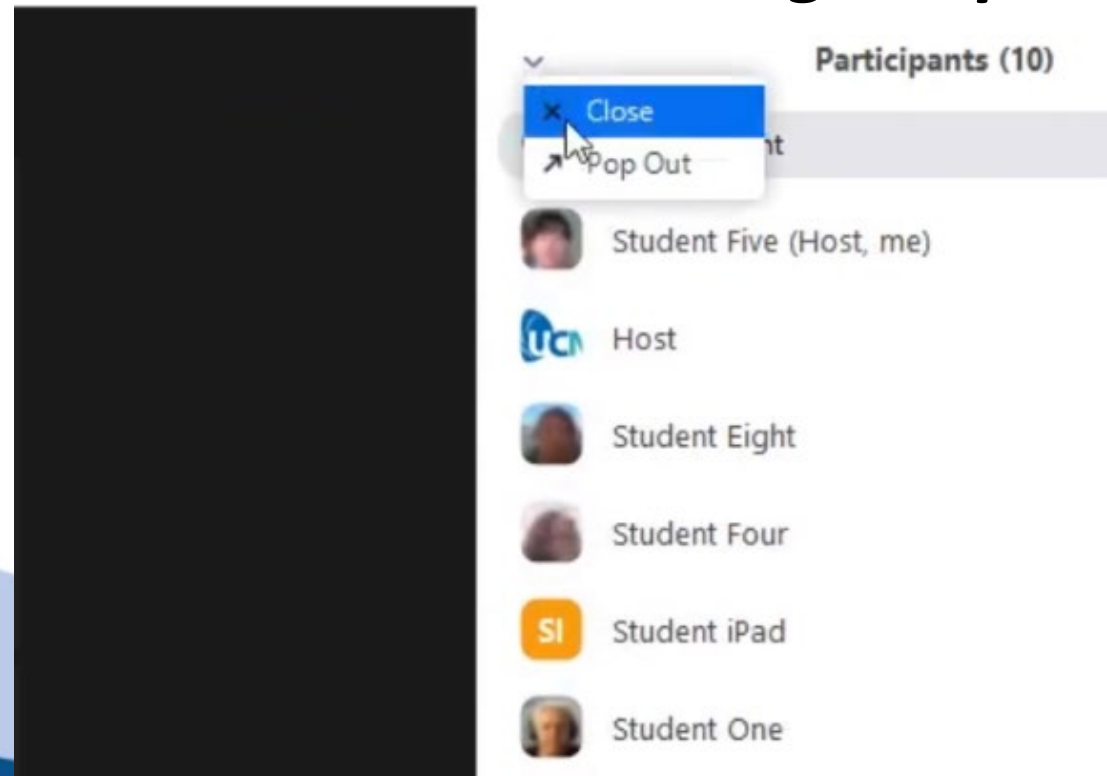 Participants (10)
Close
Pop Out
Student Five (Host, me)
UCN
Host
Student Eight
Student Four
SI
Student iPad
Student One